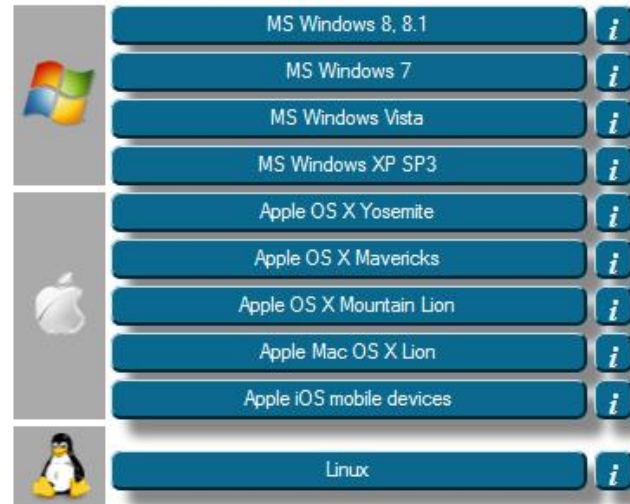 MS Windows 8, 8.1 i
MS Windows 7 i
MS Windows Vista i
MS Windows XP SP3 i
Apple OS X Yosemite i
Apple OS X Mavericks i
Apple OS X Mountain Lion i
Apple Mac OS X Lion i
Apple iOS mobile devices i
Linux i